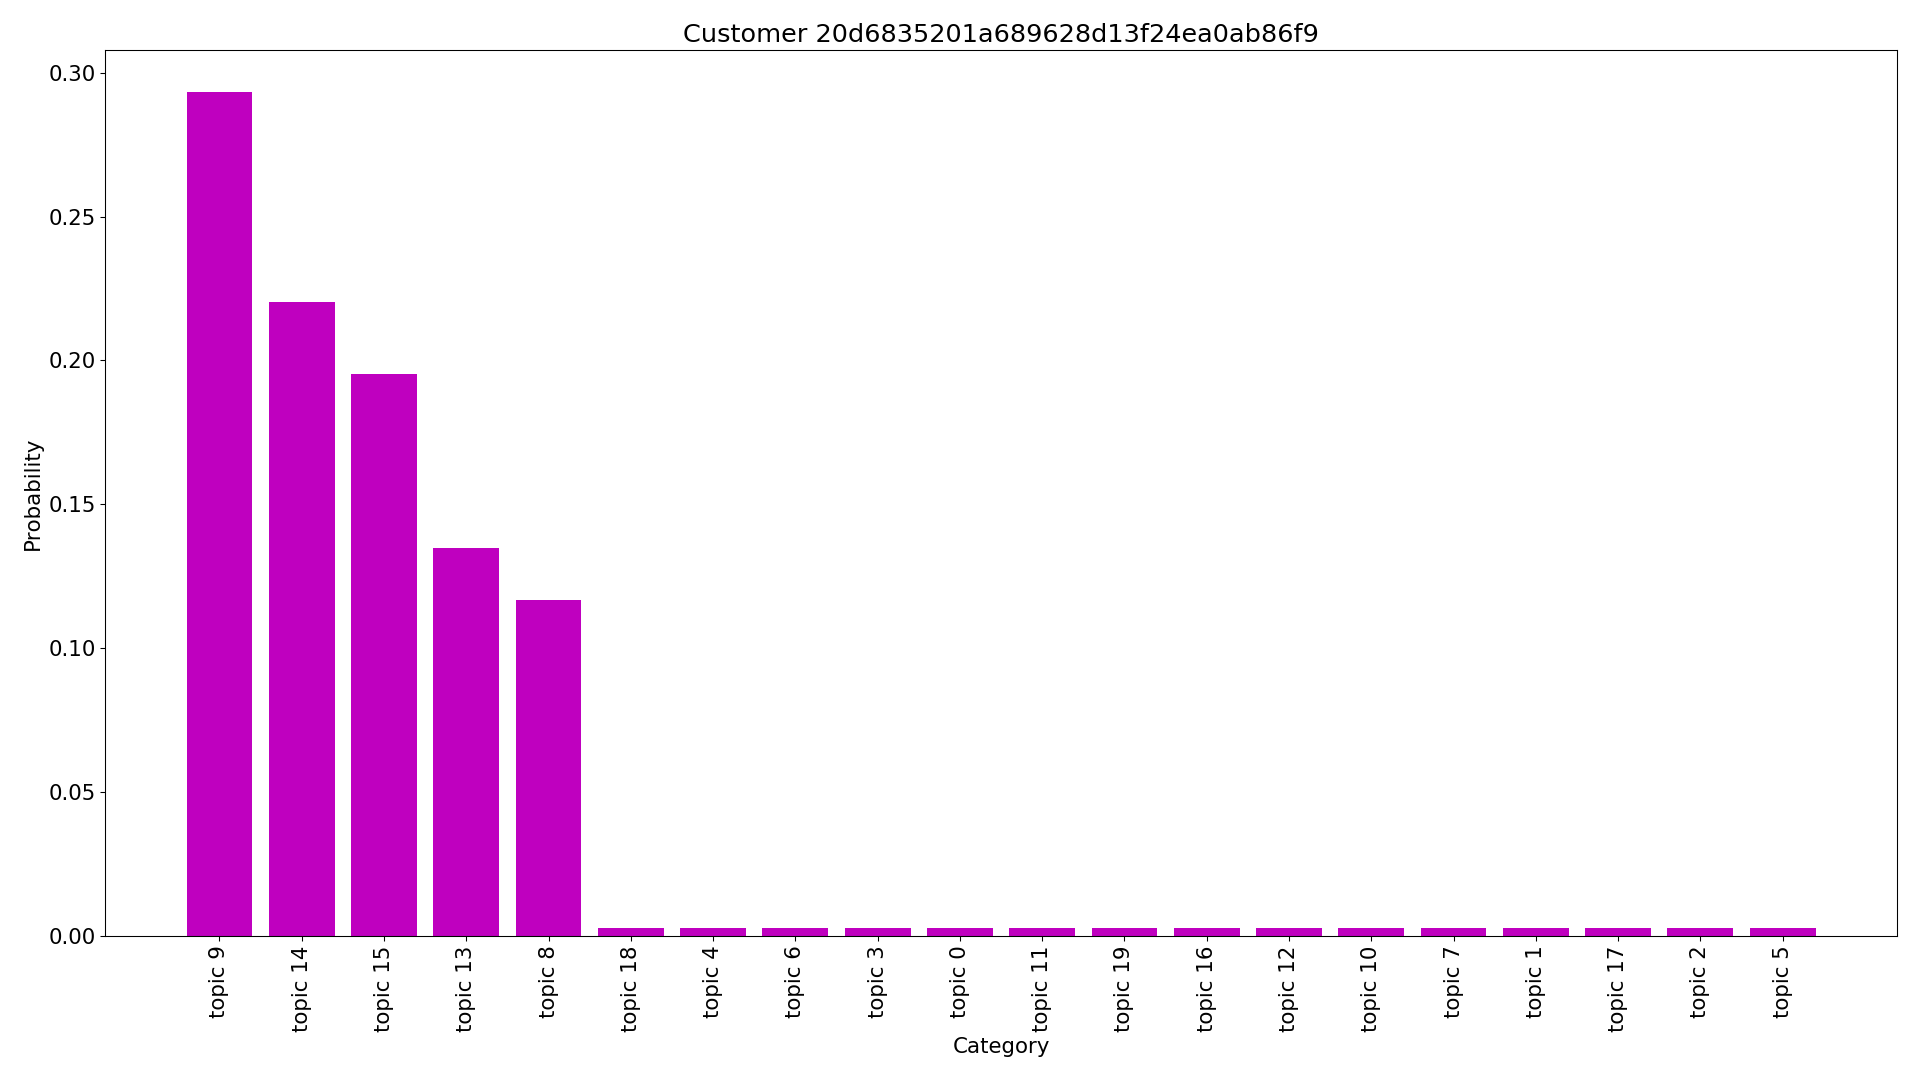 Customer 20d6835201a689628d13f24ea0ab86f9
0.30
0.25
0.20
0.15
0.10
0.05
0.00
Probability
topic 9
topic 14
topic 15
topic 13
topic 8
topic 18
topic 4
topic 6
topic 3
topic 0
topic 11
topic 19
topic 16
topic 12
topic 10
topic 7
topic 1
topic 17
topic 2
topic 5
Category